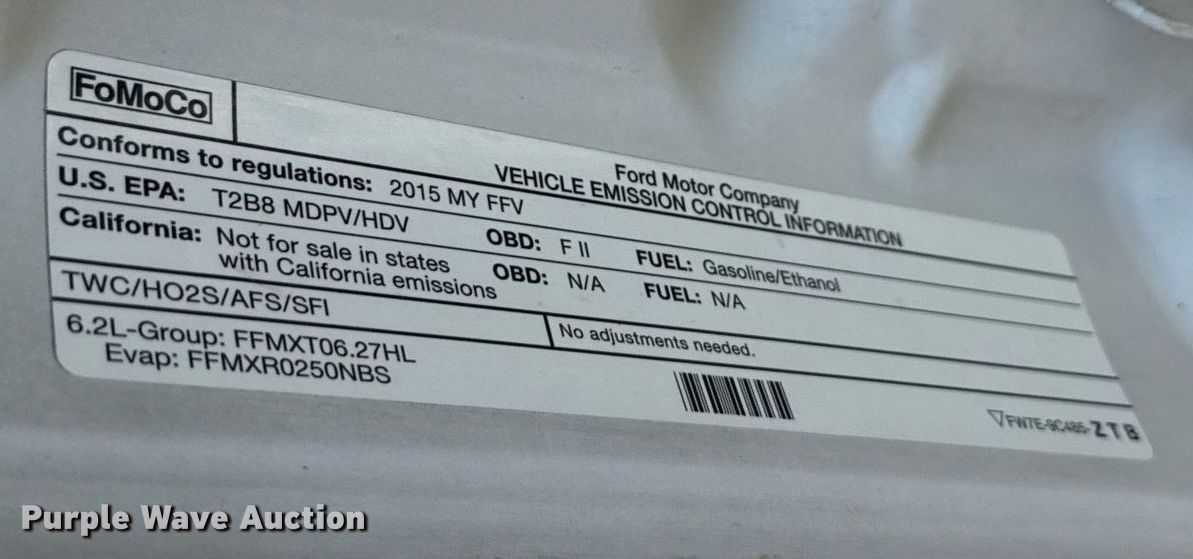 FoMoCo
Ford Motor Company
VEHICLE EMISSION CONTROL INFORMATION
Conforms to regulations: 2015 MY FFV
U.S. EPA: T2B8 MDPV/HDV OBD: F II FUEL: Gasoline/Ethanol
California: Not for sale in states with California emissions OBD: N/A FUEL: N/A
TWC/HO2S/AFS/SFI
No adjustments needed.
6.2L-Group: FFMXT06.27HL
Evap: FFMXR0250NBS
FW7E-9C485-ZTB
Purple Wave Auction